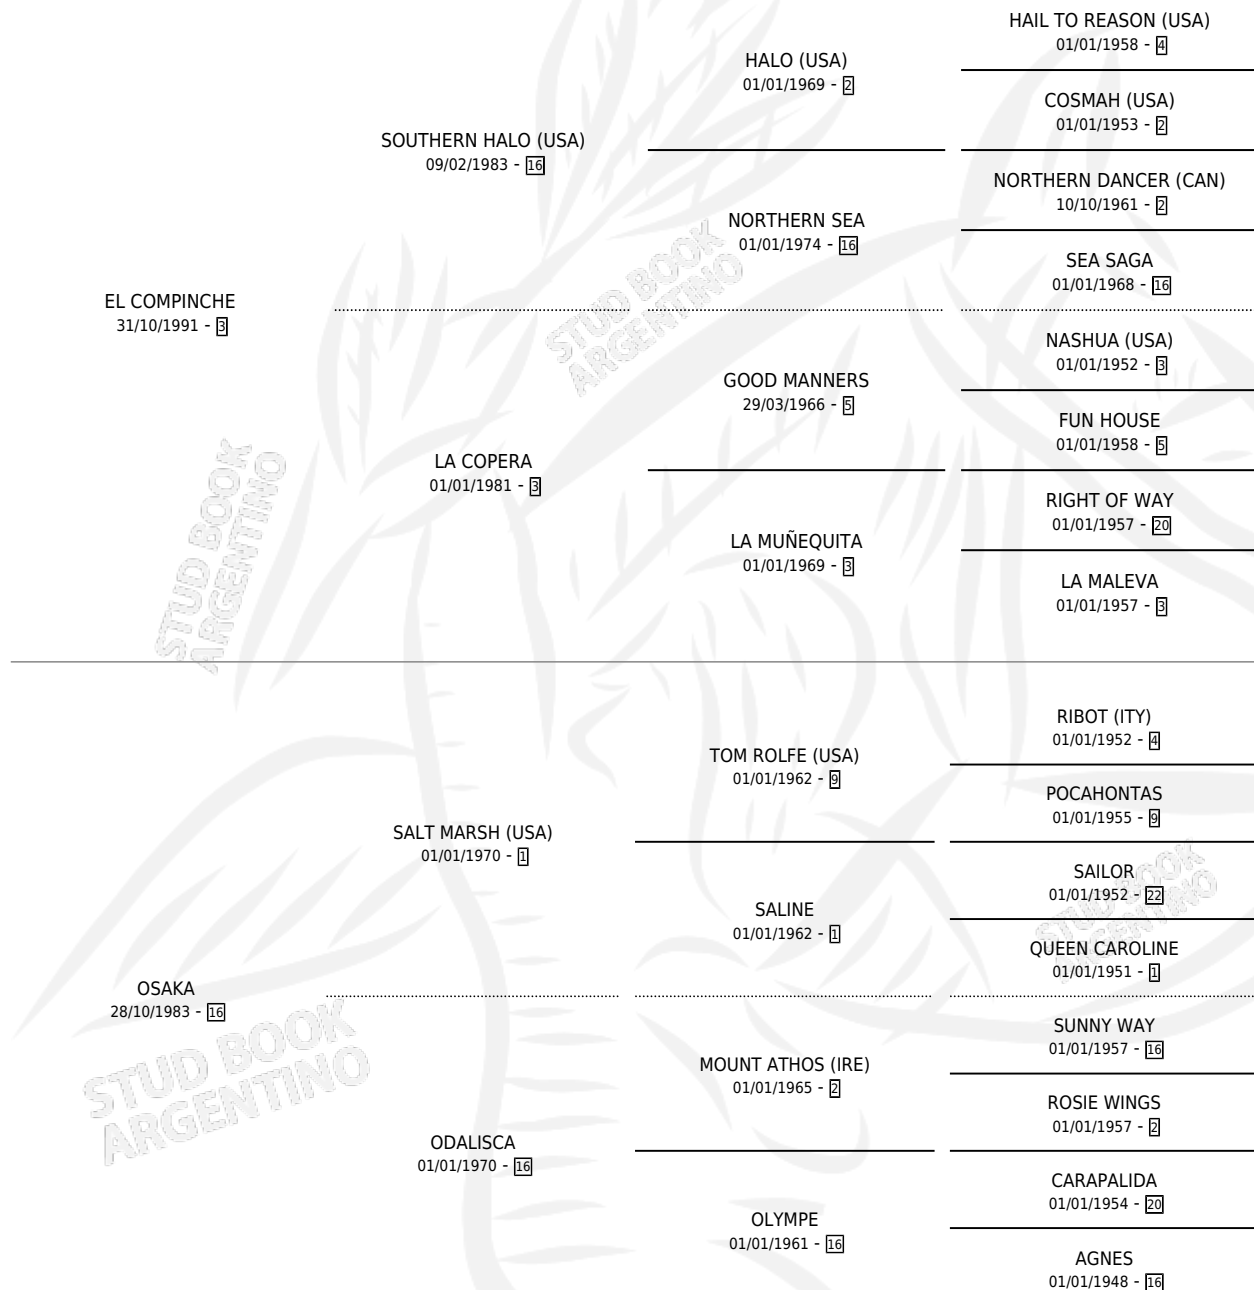 HAIL TO REASON (USA)
01/01/1958 - 4
HALO (USA)
01/01/1969 - 2
COSMAH (USA)
01/01/1953 - 2
SOUTHERN HALO (USA)
09/02/1983 - 16
NORTHERN DANCER (CAN)
10/10/1961 - 2
NORTHERN SEA
01/01/1974 - 16
SEA SAGA
01/01/1968 - 16
EL COMPINCHE
31/10/1991 - 3
STUD BOOK
ARGENTINO
NASHUA (USA)
01/01/1952 - 3
GOOD MANNERS
29/03/1966 - 5
FUN HOUSE
01/01/1958 - 5
LA COPERA
01/01/1981 - 3
RIGHT OF WAY
01/01/1957 - 20
LA MUÑEQUITA
01/01/1969 - 3
LA MALEVA
01/01/1957 - 3
STUD BOOK
ARGENTINO
RIBOT (ITY)
01/01/1952 - 4
TOM ROLFE (USA)
01/01/1962 - 9
POCAHONTAS
01/01/1955 - 9
SALT MARSH (USA)
01/01/1970 - 1
SAILOR
01/01/1952 - 22
SALINE
01/01/1962 - 1
QUEEN CAROLINE
01/01/1951 - 1
STUD BOOK
ARGENTINO
OSAKA
28/10/1983 - 16
SUNNY WAY
01/01/1957 - 16
MOUNT ATHOS (IRE)
01/01/1965 - 2
ROSIE WINGS
01/01/1957 - 2
STUD BOOK
ARGENTINO
ODALISCA
01/01/1970 - 16
CARAPALIDA
01/01/1954 - 20
OLYMPE
01/01/1961 - 16
AGNES
01/01/1948 - 16